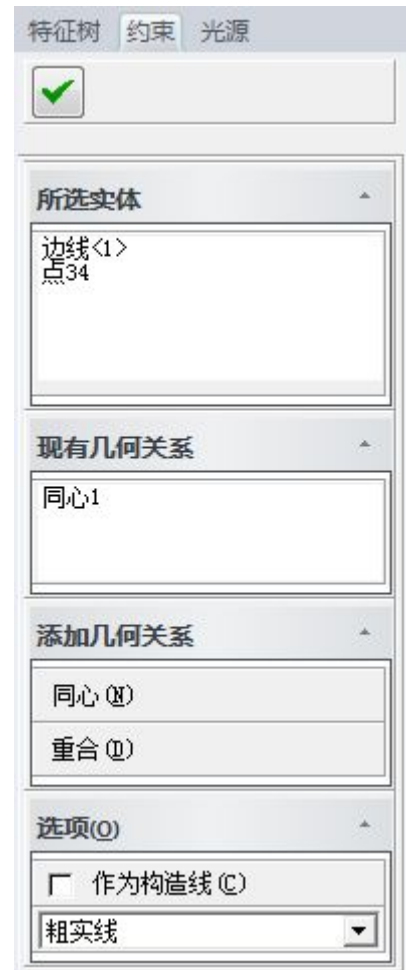 特征树 约束 光源
所选实体
边线<1>
点34
现有几何关系
同心1
添加几何关系
同心(N)
重合(D)
选项(O)
作为构造线(C)
粗实线